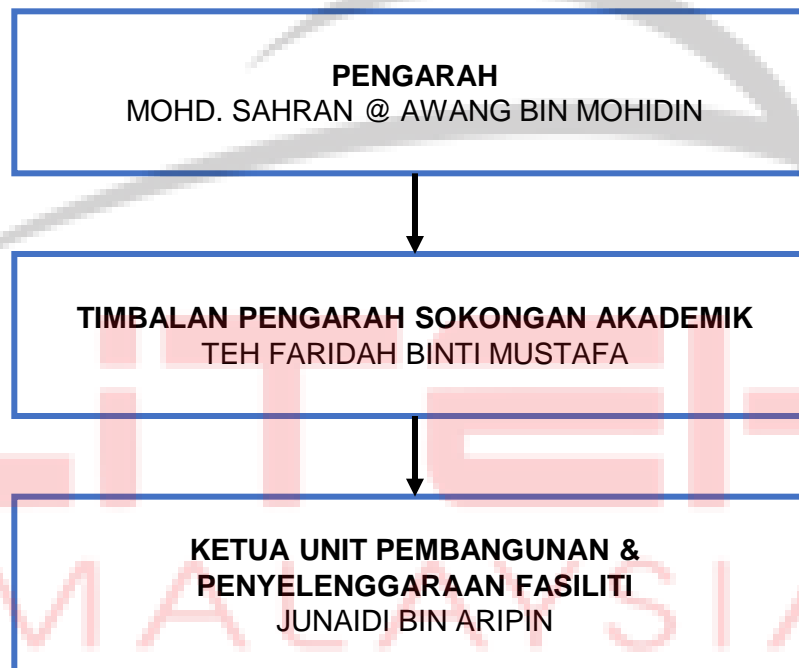 PENGARAH
MOHD. SAHRAN @ AWANG BIN MOHIDIN
TIMBALAN PENGARAH SOKONGAN AKADEMIK
TEH FARIDAH BINTI MUSTAFA
KETUA UNIT PEMBANGUNAN &
PENYELENGGARAAN FASILITI
JUNAIDI BIN ARIPIN
MALAYSIA